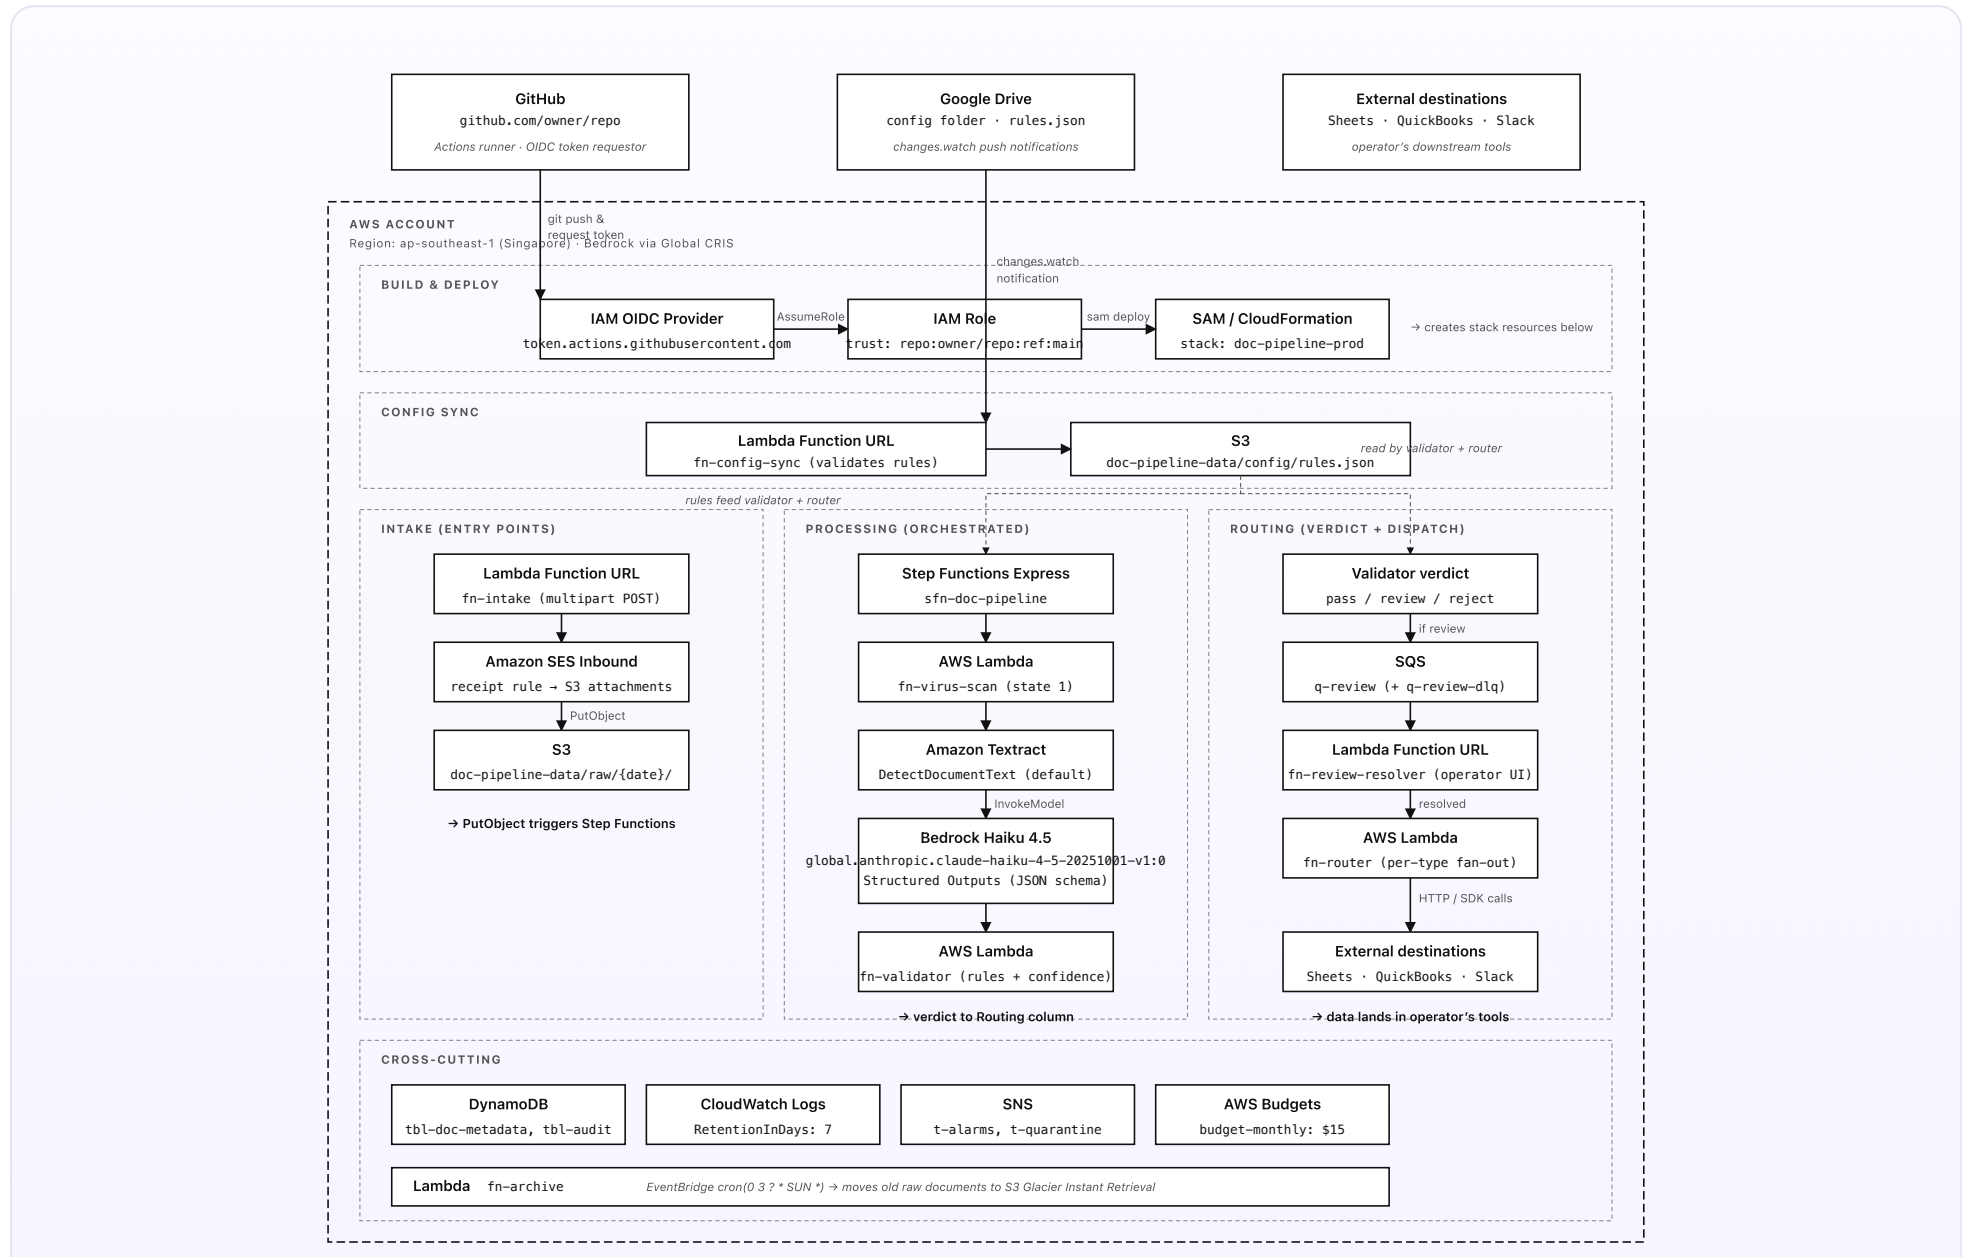 GitHub
github.com/owner/repo
Actions runner · OIDC token requestor
Google Drive
config folder · rules.json
changes.watch push notifications
External destinations
Sheets · QuickBooks · Slack
operator's downstream tools
AWS ACCOUNT
Region: ap-southeast-1 (Singapore) · Bedrock via Global CRIS
git push &
request token
changes.watch
notification
BUILD & DEPLOY
IAM OIDC Provider
token.actions.githubusercontent.com
AssumeRole
IAM Role
trust: repo:owner/repo:ref:main
sam deploy
SAM / CloudFormation
stack: doc-pipeline-prod
→ creates stack resources below
CONFIG SYNC
Lambda Function URL
fn-config-sync (validates rules)
S3
doc-pipeline-data/config/rules.json
read by validator + router
rules feed validator + router
INTAKE (ENTRY POINTS)
Lambda Function URL
fn-intake (multipart POST)
Amazon SES Inbound
receipt rule → S3 attachments
PutObject
S3
doc-pipeline-data/raw/{date}/
→ PutObject triggers Step Functions
PROCESSING (ORCHESTRATED)
Step Functions Express
sfn-doc-pipeline
AWS Lambda
fn-virus-scan (state 1)
Amazon Textract
DetectDocumentText (default)
InvokeModel
Bedrock Haiku 4.5
global.anthropic.claude-haiku-4-5-20251001-v1:0
Structured Outputs (JSON schema)
AWS Lambda
fn-validator (rules + confidence)
→ verdict to Routing column
ROUTING (VERDICT + DISPATCH)
Validator verdict
pass / review / reject
if review
SQS
q-review (+ q-review-dlq)
Lambda Function URL
fn-review-resolver (operator UI)
resolved
AWS Lambda
fn-router (per-type fan-out)
HTTP / SDK calls
External destinations
Sheets · QuickBooks · Slack
→ data lands in operator's tools
CROSS-CUTTING
DynamoDB
tbl-doc-metadata, tbl-audit
CloudWatch Logs
RetentionInDays: 7
SNS
t-alarms, t-quarantine
AWS Budgets
budget-monthly: $15
Lambda fn-archive EventBridge cron(0 3 ? * SUN *) → moves old raw documents to S3 Glacier Instant Retrieval